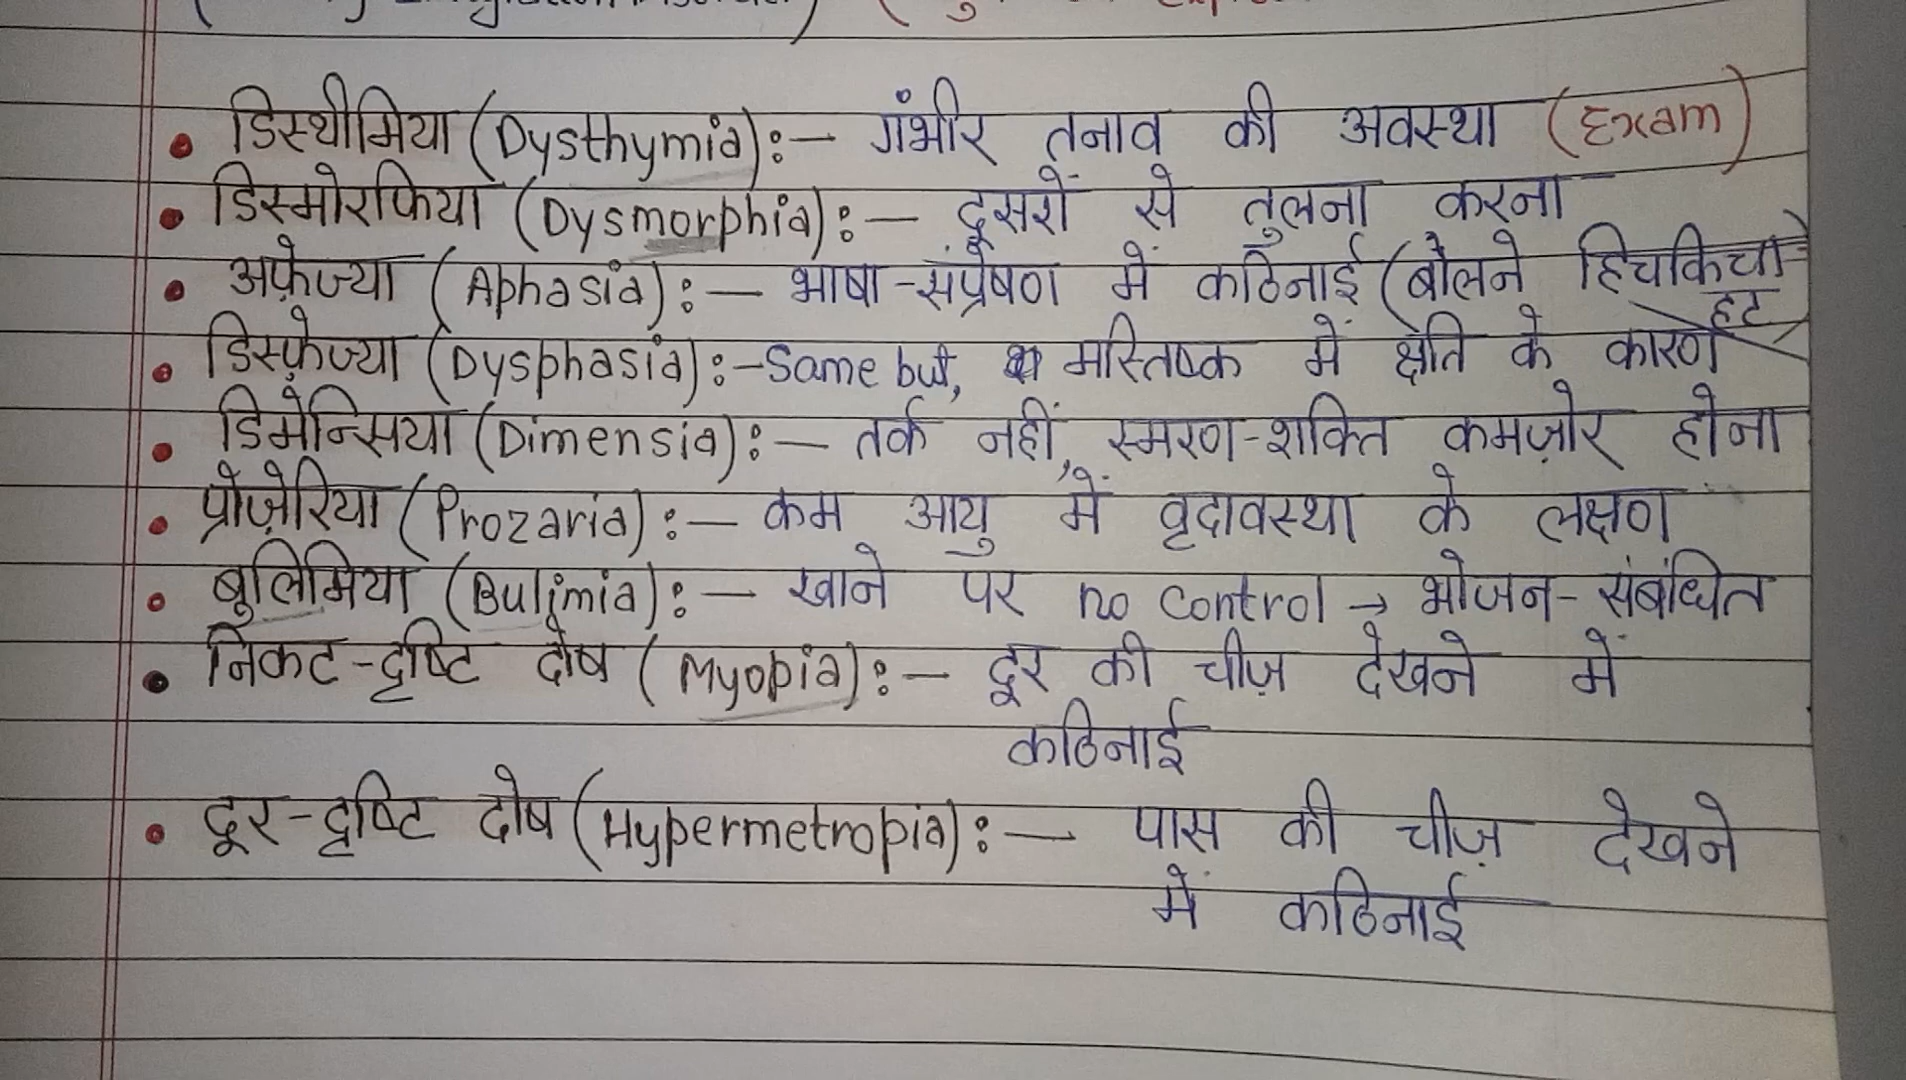 • डिस्थीमिया (Dysthymia):— गंभीर तनाव की अवस्था (Exam)
• डिस्मोरफिया (Dysmorphia):— दूसरों से तुलना करना
• अफ़ेज्या (Aphasia):— भाषा-संप्रेषण में कठिनाई (बोलने हिचकिचाहट
• डिस्फ़ेज्या (Dysphasia):- Same but, मस्तिष्क में क्षति के कारण
• डिमेन्सिया (Dimensia):— तर्क नहीं, स्मरण-शक्ति कमज़ोर होना
• प्रोज़ेरिया (Prozaria):— कम आयु में वृदावस्था के लक्षण
• बुलिमिया (Bulimia):— खाने पर no control → भोजन-संबंधित
• निकट-दृष्टि दोष (Myopia):— दूर की चीज़ देखने में
कठिनाई
• दूर-दृष्टि दोष (Hypermetropia):— पास की चीज़ देखने
में कठिनाई